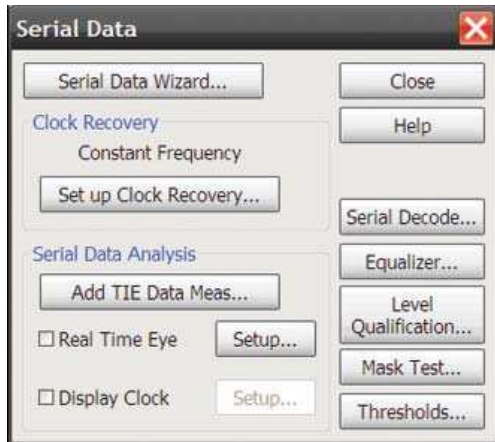 Serial Data
Serial Data Wizard...
Close
Clock Recovery
Help
Constant Frequency
Set up Clock Recovery...
Serial Decode...
Serial Data Analysis
Equalizer...
Add TIE Data Meas...
Level
Qualification...
Real Time Eye
Setup...
Mask Test...
Display Clock
Setup...
Thresholds...